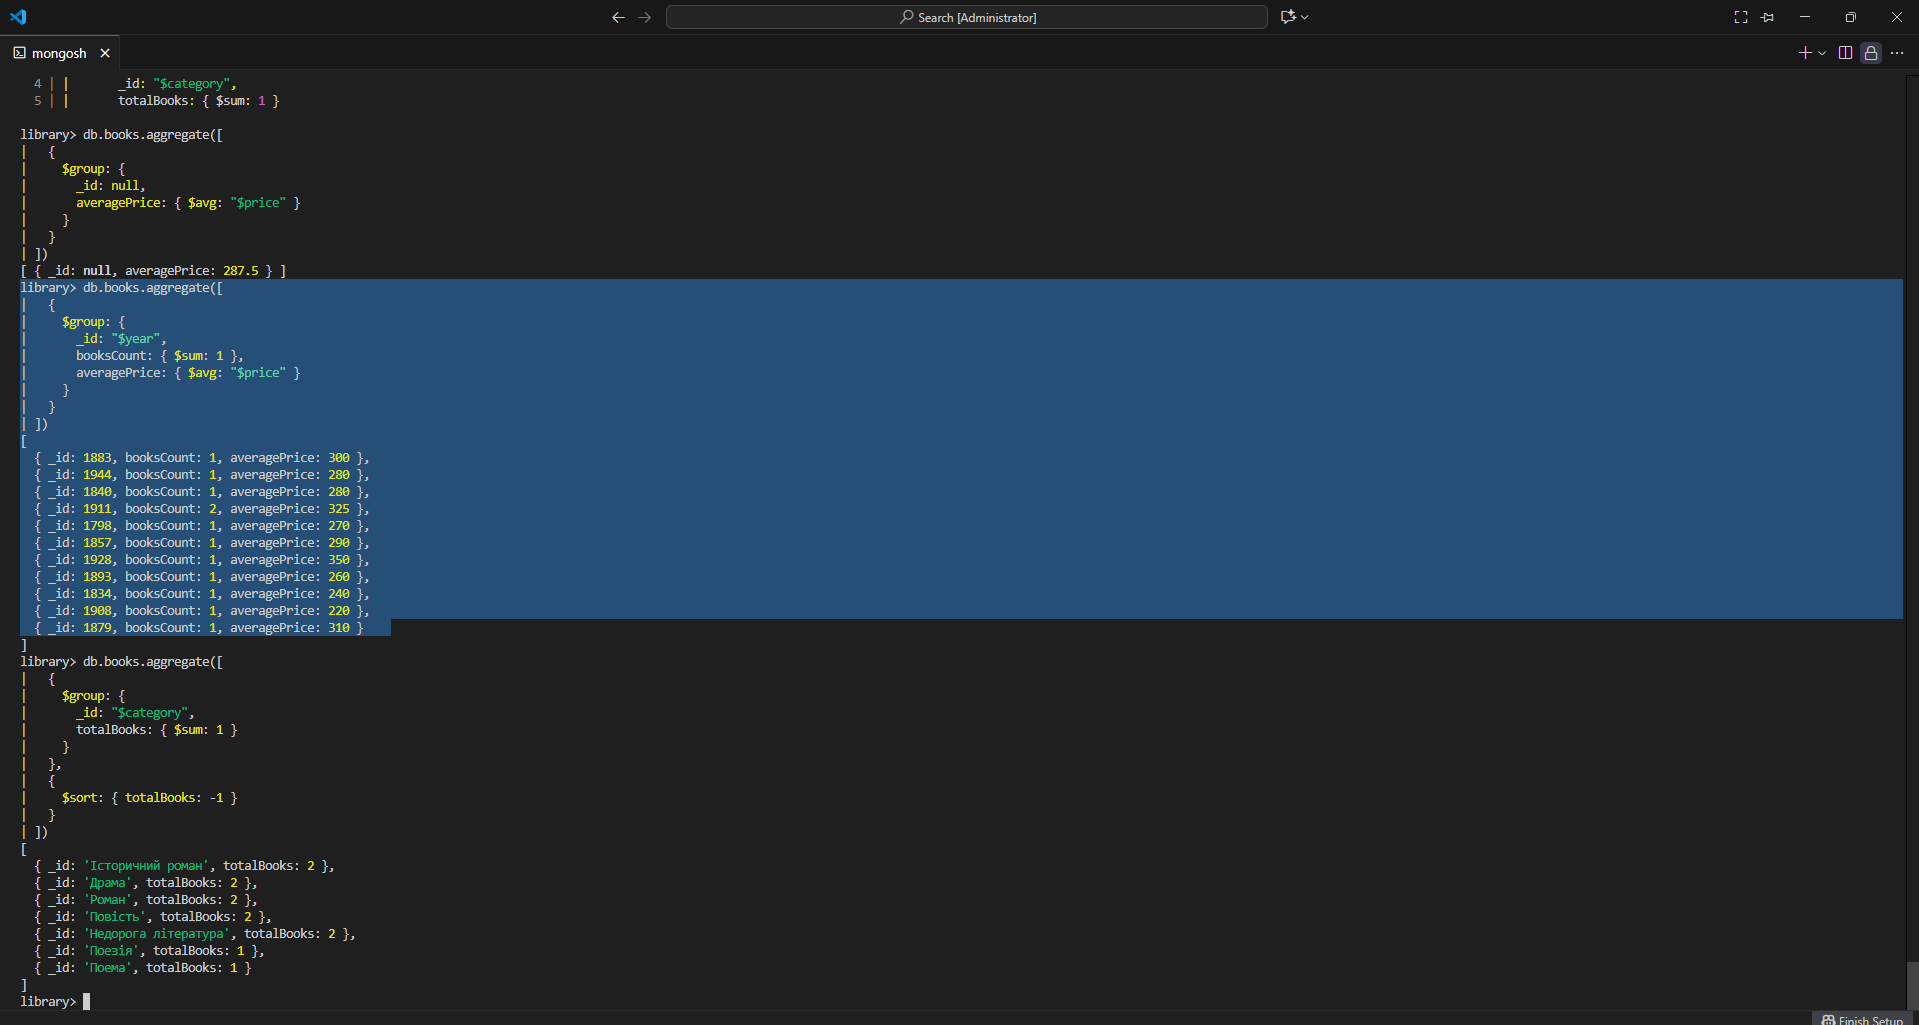 Search [Administrator]
mongosh
4 | |       _id: "$category",
5 | |       totalBooks: { $sum: 1 }
library> db.books.aggregate([
|   {
|     $group: {
|       _id: null,
|       averagePrice: { $avg: "$price" }
|     }
|   }
| ])
[ { _id: null, averagePrice: 287.5 } ]
library> db.books.aggregate([
|   {
|     $group: {
|       _id: "$year",
|       booksCount: { $sum: 1 },
|       averagePrice: { $avg: "$price" }
|     }
|   }
| ])
[
  { _id: 1883, booksCount: 1, averagePrice: 300 },
  { _id: 1944, booksCount: 1, averagePrice: 280 },
  { _id: 1840, booksCount: 1, averagePrice: 280 },
  { _id: 1911, booksCount: 2, averagePrice: 325 },
  { _id: 1798, booksCount: 1, averagePrice: 270 },
  { _id: 1857, booksCount: 1, averagePrice: 290 },
  { _id: 1928, booksCount: 1, averagePrice: 350 },
  { _id: 1893, booksCount: 1, averagePrice: 260 },
  { _id: 1834, booksCount: 1, averagePrice: 240 },
  { _id: 1908, booksCount: 1, averagePrice: 220 },
  { _id: 1879, booksCount: 1, averagePrice: 310 }
]
library> db.books.aggregate([
|   {
|     $group: {
|       _id: "$category",
|       totalBooks: { $sum: 1 }
|     }
|   },
|   {
|     $sort: { totalBooks: -1 }
|   }
| ])
[
  { _id: 'Історичний роман', totalBooks: 2 },
  { _id: 'Драма', totalBooks: 2 },
  { _id: 'Роман', totalBooks: 2 },
  { _id: 'Повість', totalBooks: 2 },
  { _id: 'Недорога література', totalBooks: 2 },
  { _id: 'Поезія', totalBooks: 1 },
  { _id: 'Поема', totalBooks: 1 }
]
library>
Finish Setup